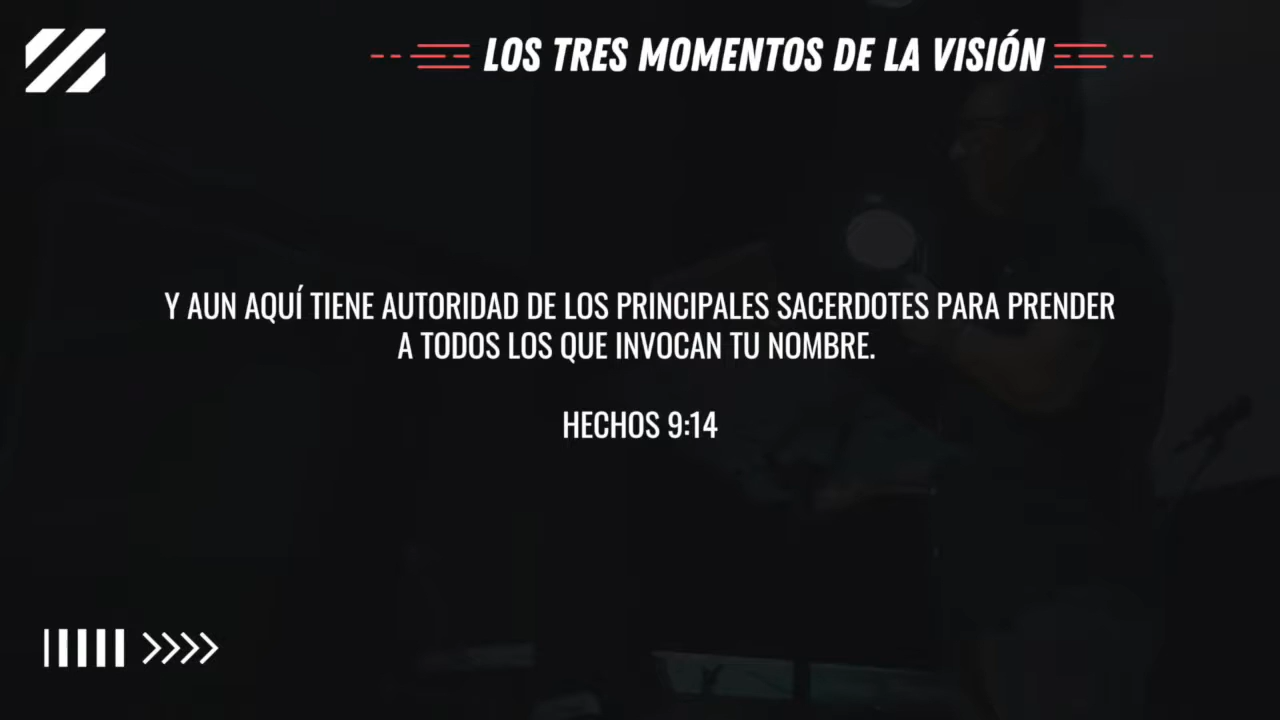 LOS TRES MOMENTOS DE LA VISIÓN
Y AUN AQUÍ TIENE AUTORIDAD DE LOS PRINCIPALES SACERDOTES PARA PRENDER
A TODOS LOS QUE INVOCAN TU NOMBRE.
HECHOS 9:14